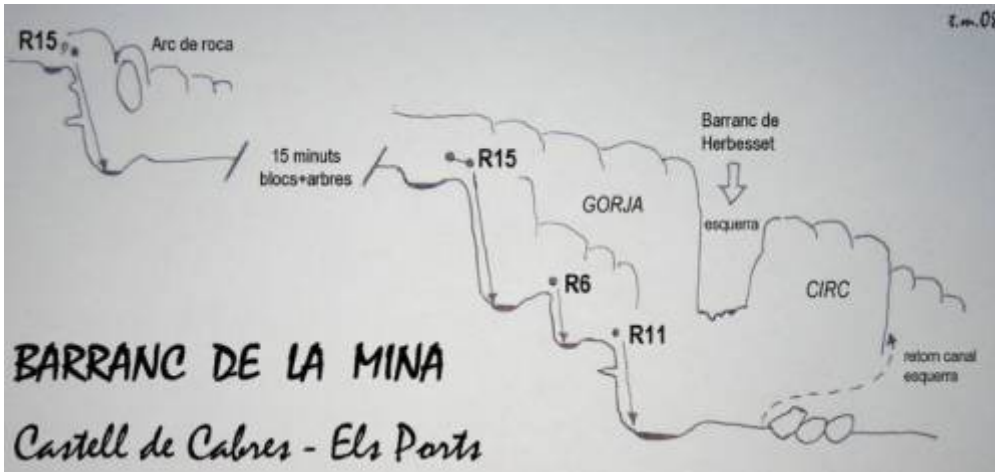 t.m.08
R15
Arc de roca
15 minuts
blocs+arbres
R15
GORJA
Barranc de
Herbesset
esquerra
CIRC
R6
R11
retorn canal
esquerra
BARRANC DE LA MINA
Castell de Cabres - Els Ports